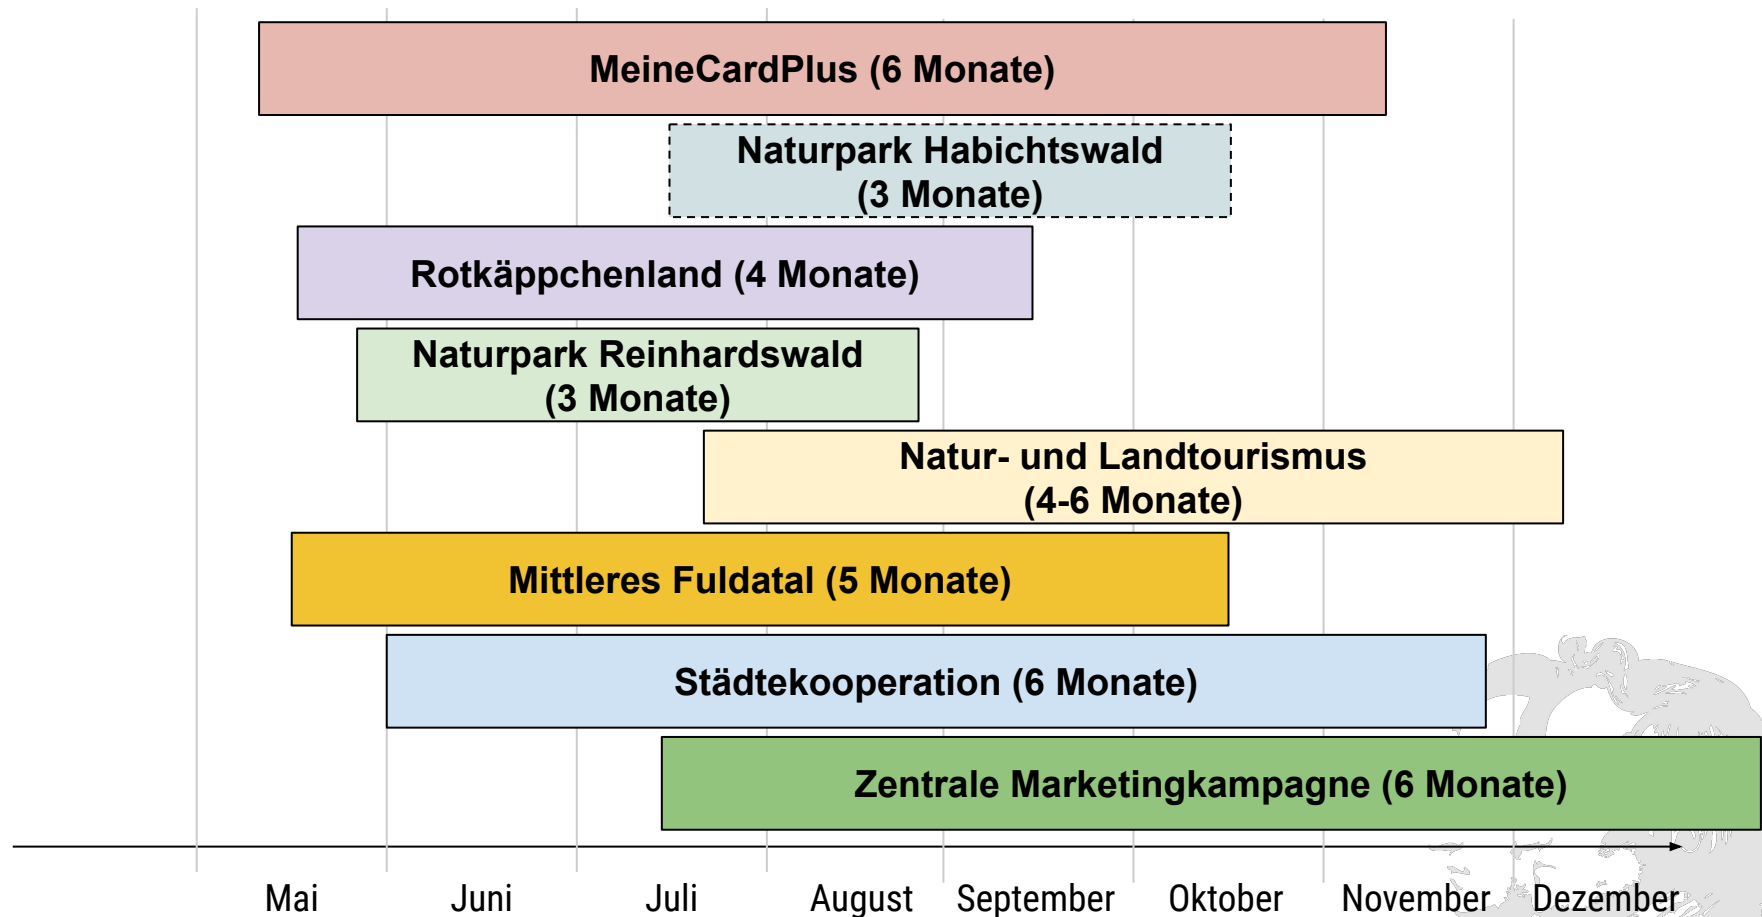 MeineCardPlus (6 Monate)
Naturpark Habichtswald
(3 Monate)
Rotkäppchenland (4 Monate)
Naturpark Reinhardswald
(3 Monate)
Natur- und Landtourismus
(4-6 Monate)
Mittleres Fuldatal (5 Monate)
Städtekooperation (6 Monate)
Zentrale Marketingkampagne (6 Monate)
Mai Juni Juli August September Oktober November Dezember